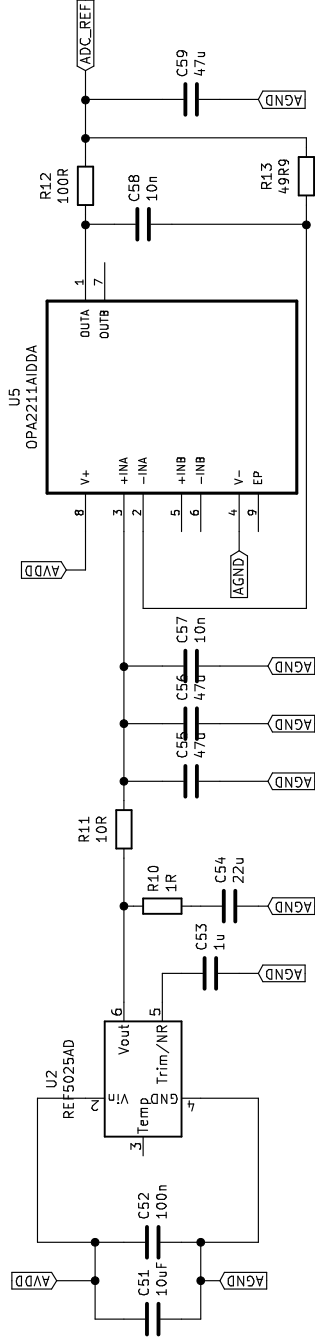 ADC_REF
C59
47u
AGND
R12
100R
C58
10n
R13
49R9
U5
OPA2211AIDDA
1
OUTA
7
OUTB
V+
8
+INA
3
-INA
2
+INB
5
-INB
6
V-
4
EP
9
AVDD
AGND
C57
10n
AGND
C56
47u
AGND
C55
47u
AGND
R11
10R
R10
1R
C54
22u
AGND
C53
1u
AGND
U2
REF5025AD
6
Vout
5
Trim/NR
Vin
2
GND
4
Temp
3
C52
100n
C51
10uF
AVDD
AGND